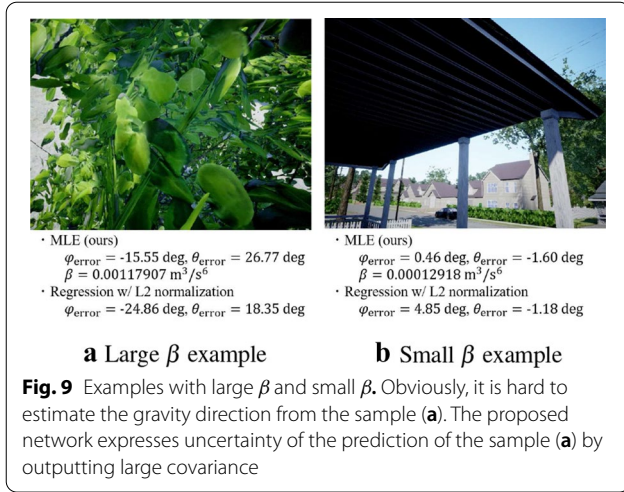 ・MLE (ours)
φerror = -15.55 deg, θerror = 26.77 deg
β = 0.00117907 m³/s⁶
・Regression w/ L2 normalization
φerror = -24.86 deg, θerror = 18.35 deg
a Large β example
・MLE (ours)
φerror = 0.46 deg, θerror = -1.60 deg
β = 0.00012918 m³/s⁶
・Regression w/ L2 normalization
φerror = 4.85 deg, θerror = -1.18 deg
b Small β example
Fig. 9 Examples with large β and small β. Obviously, it is hard to
estimate the gravity direction from the sample (a). The proposed
network expresses uncertainty of the prediction of the sample (a) by
outputting large covariance